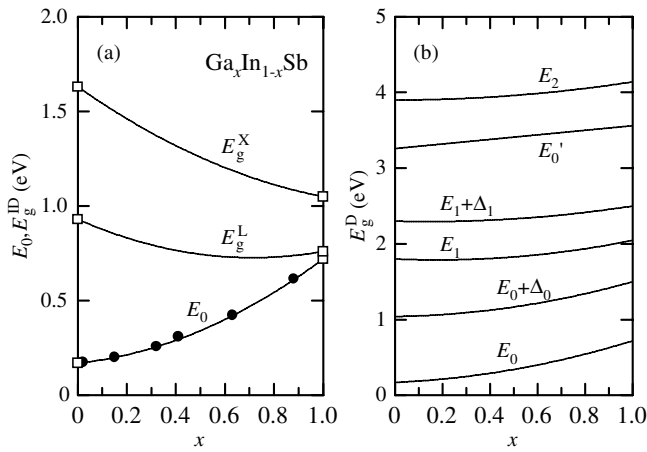 (a)
GaxIn1-xSb
E0, EgID (eV)
2.0
1.5
1.0
0.5
0
EgX
EgL
E0
0 0.2 0.4 0.6 0.8 1.0
x
(b)
EgD (eV)
5
4
3
2
1
0
E2
E0'
E1+Δ1
E1
E0+Δ0
E0
0 0.2 0.4 0.6 0.8 1.0
x